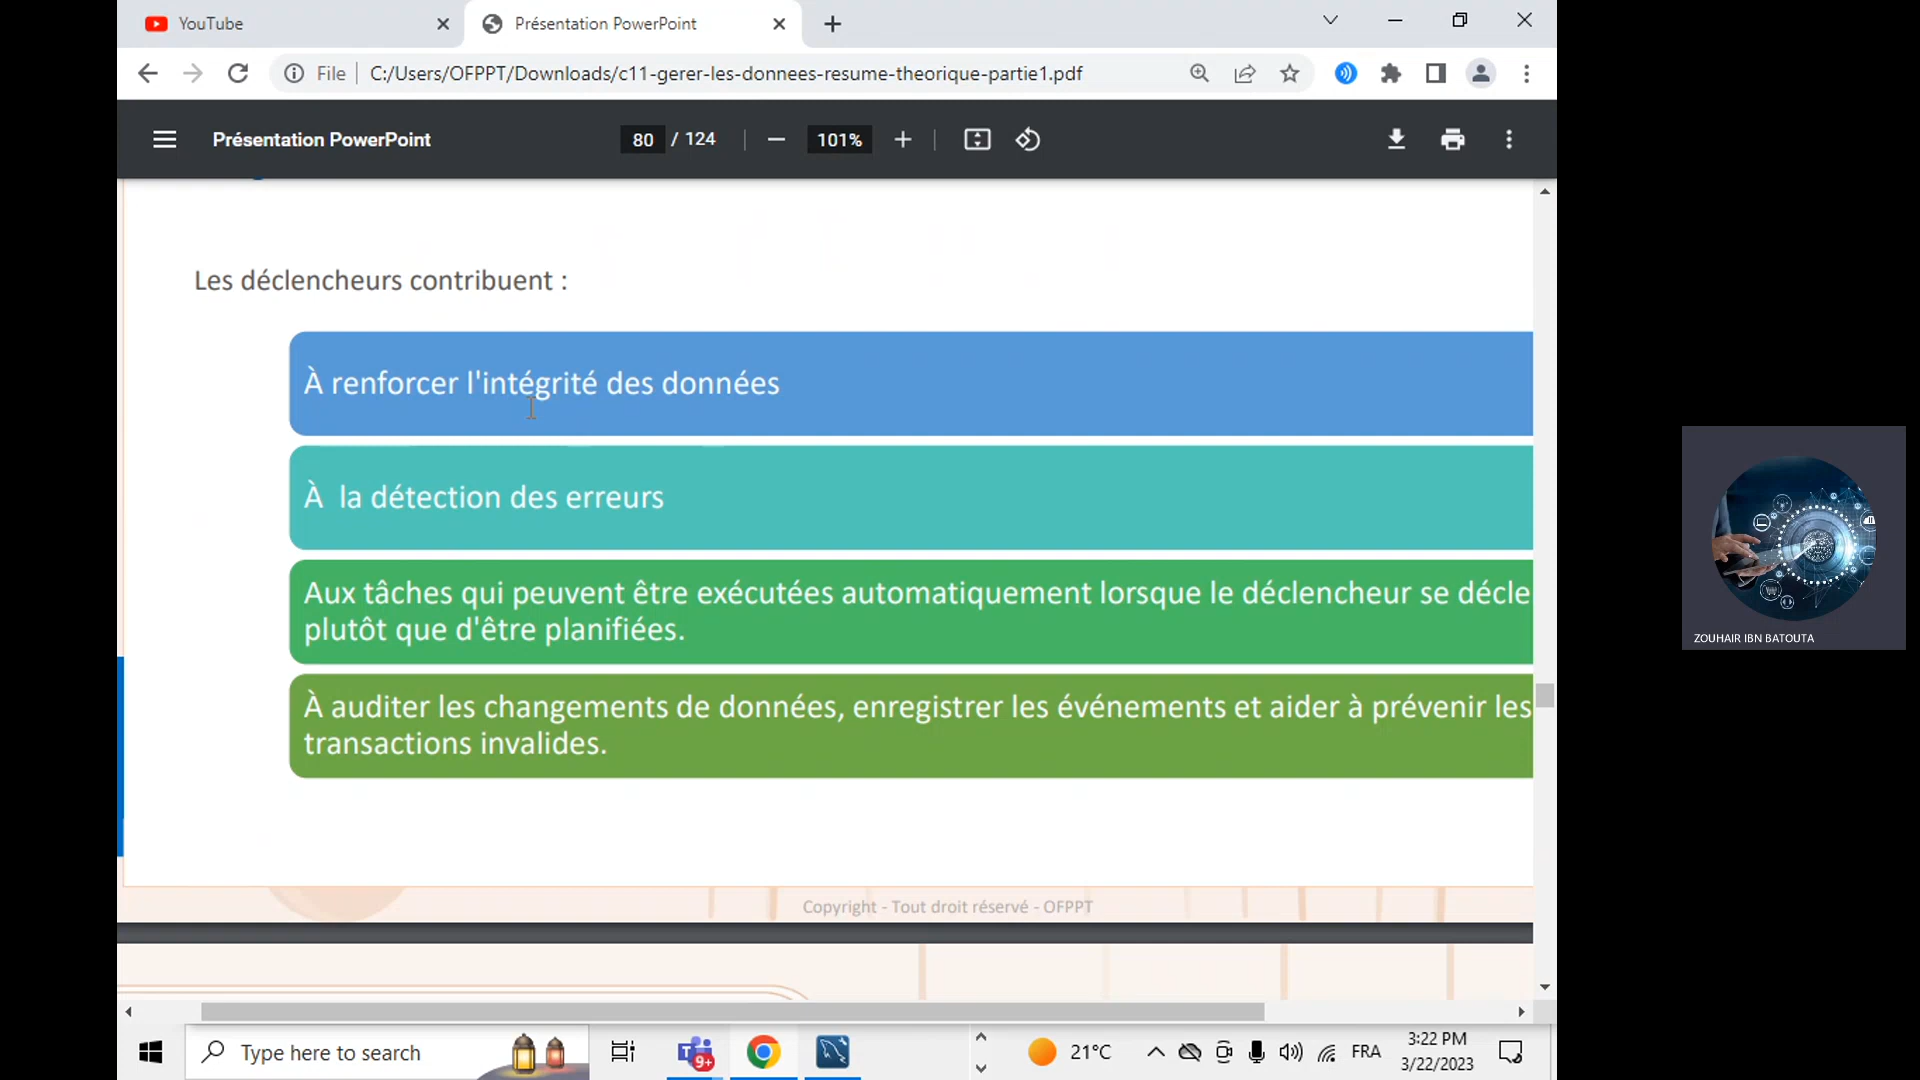 YouTube
Présentation PowerPoint
File
C:/Users/OFPPT/Downloads/c11-gerer-les-donnees-resume-theorique-partie1.pdf
Présentation PowerPoint
80 / 124
101%
Les déclencheurs contribuent :
À renforcer l'intégrité des données
À la détection des erreurs
Aux tâches qui peuvent être exécutées automatiquement lorsque le déclencheur se décle
plutôt que d'être planifiées.
À auditer les changements de données, enregistrer les événements et aider à prévenir les
transactions invalides.
Copyright - Tout droit réservé - OFPPT
ZOUHAIR IBN BATOUTA
Type here to search
9+
21°C
FRA
3:22 PM
3/22/2023